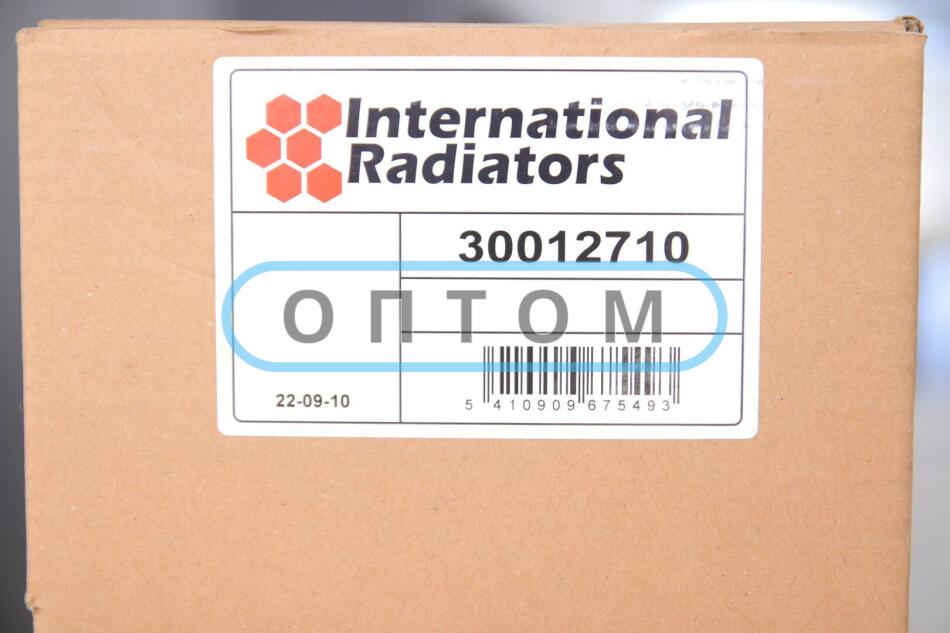 International
Radiators
30012710
ОПТОМ
22-09-10
5 410909 675493